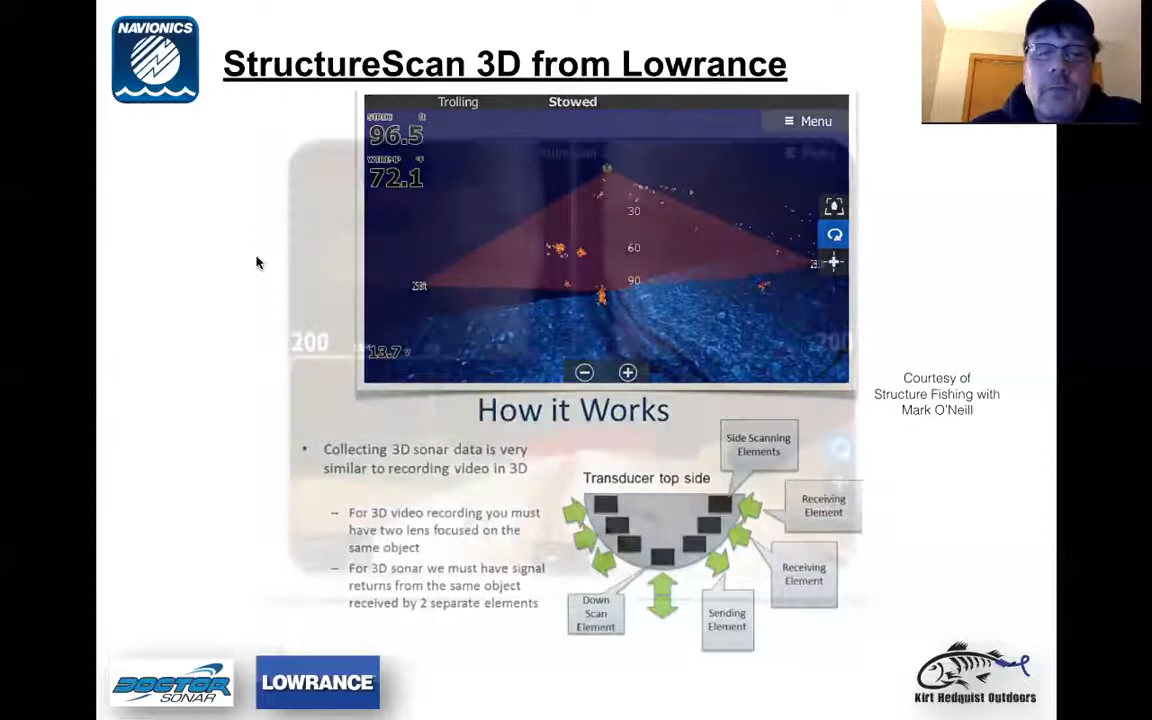 NAVIONICS
StructureScan 3D from Lowrance
Trolling
Stowed
96.5 ft
Menu
WTEMP °F
72.1
30
60
90
258ft
13.7 v
200
Courtesy of
Structure Fishing with
Mark O'Neill
How it Works
• Collecting 3D sonar data is very
similar to recording video in 3D
– For 3D video recording you must
have two lens focused on the
same object
– For 3D sonar we must have signal
returns from the same object
received by 2 separate elements
Transducer top side
Side Scanning
Elements
Receiving
Element
Receiving
Element
Down
Scan
Element
Sending
Element
DOCTOR
SONAR
LOWRANCE
Kirt Hedquist Outdoors